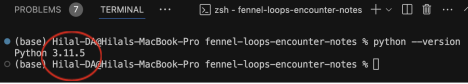 PROBLEMS 7 TERMINAL ... zsh - fennel-loops-encounter-notes
(base) Hilal-DA@Hilals-MacBook-Pro fennel-loops-encounter-notes % python --version
Python 3.11.5
(base) Hilal-DA@Hilals-MacBook-Pro fennel-loops-encounter-notes %